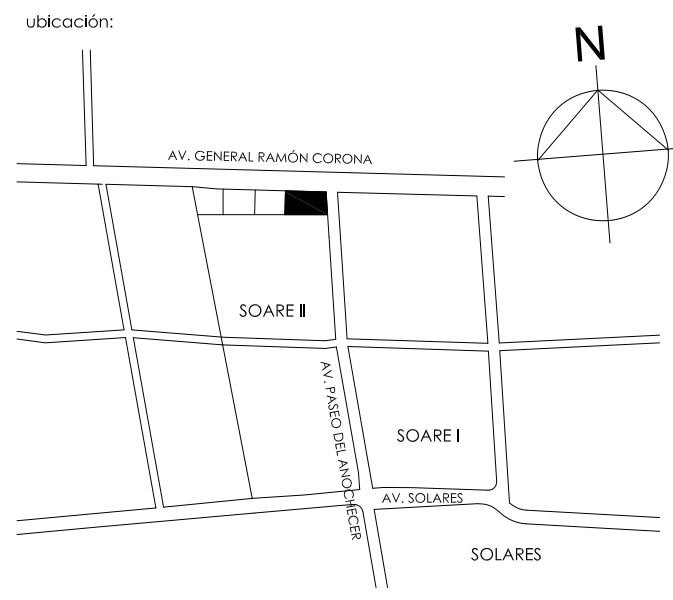 ubicación:
N
AV. GENERAL RAMÓN CORONA
SOARE II
AV. PASEO DEL ANOCHECER
SOARE I
AV. SOLARES
SOLARES